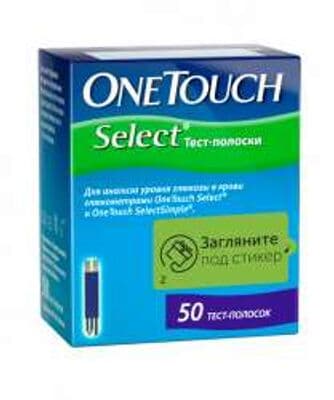 ONETOUCH
Select® Тест-полоски
Для анализа уровня глюкозы в крови
глюкометрами OneTouch Select®
и OneTouch SelectSimple®.
Загляните
под стикер
2
50 ТЕСТ-ПОЛОСОК